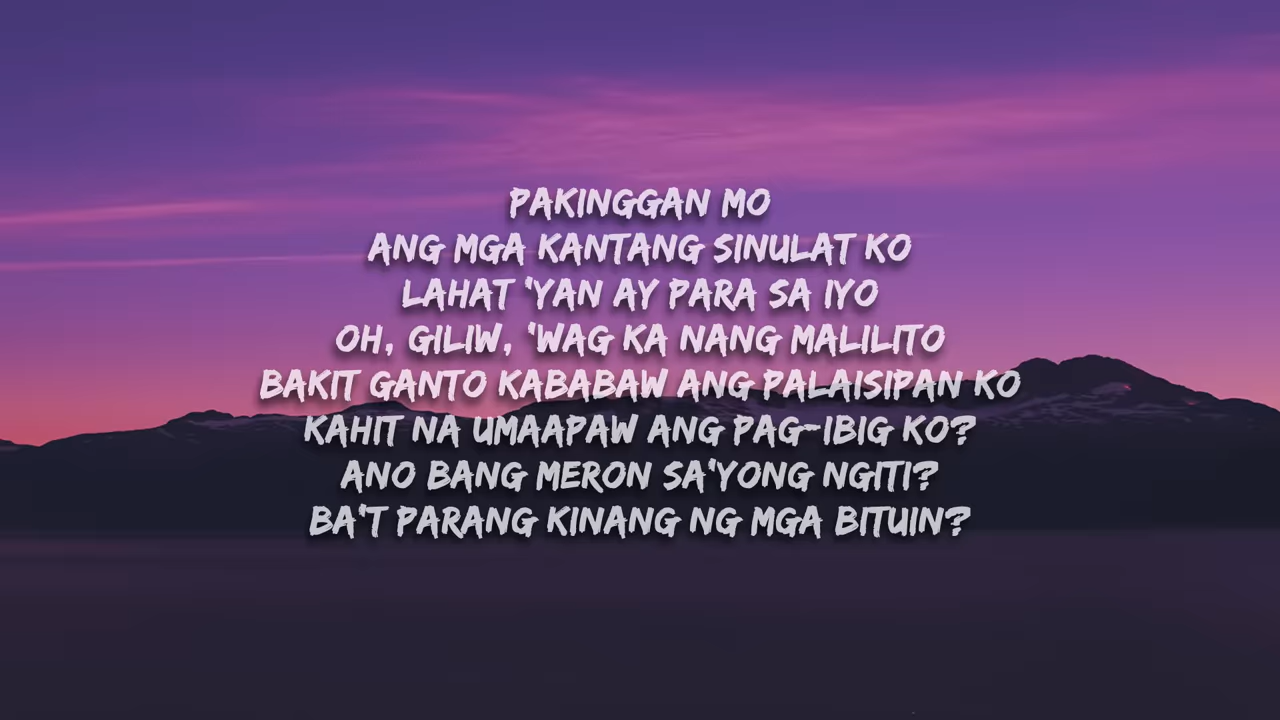 PAKINGGAN MO
ANG MGA KANTANG SINULAT KO
LAHAT 'YAN AY PARA SA IYO
OH, GILIW, 'WAG KA NANG MALILITO
BAKIT GANTO KABABAW ANG PALAISIPAN KO
KAHIT NA UMAAPAW ANG PAG-IBIG KO?
ANO BANG MERON SA'YONG NGITI?
BA'T PARANG KINANG NG MGA BITUIN?